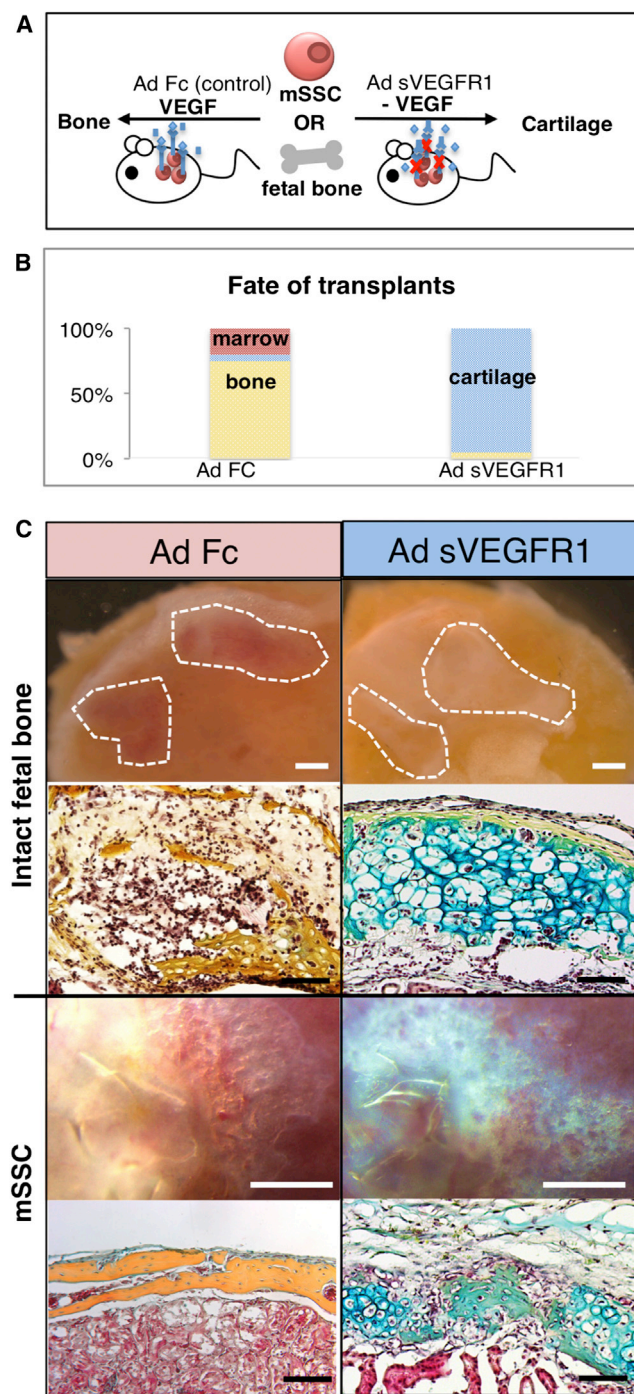 A
Ad Fc (control)
VEGF
Bone
mSSC
OR
fetal bone
Ad sVEGFR1
- VEGF
Cartilage
B
Fate of transplants
100%
50%
0%
marrow
bone
cartilage
Ad FC
Ad sVEGFR1
C
Ad Fc
Ad sVEGFR1
Intact fetal bone
mSSC